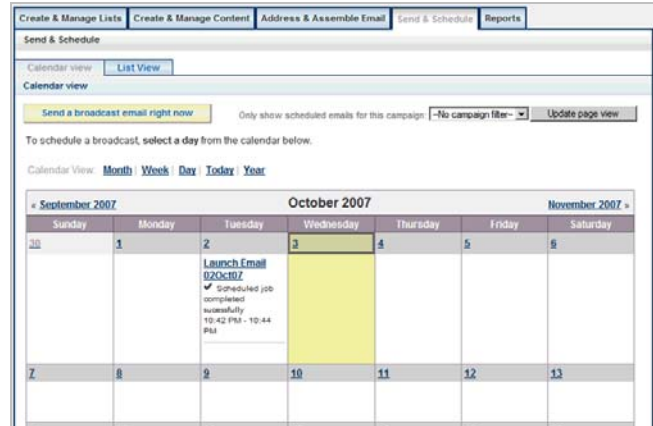 Create & Manage Lists Create & Manage Content Address & Assemble Email Send & Schedule Reports
Send & Schedule
Calendar view List View
Calendar view
Send a broadcast email right now Only show scheduled emails for this campaign: --No campaign filter-- Update page view
To schedule a broadcast, select a day from the calendar below.
Calendar View: Month | Week | Day | Today | Year
« September 2007 October 2007 November 2007 »
Sunday Monday Tuesday Wednesday Thursday Friday Saturday
30 1 2 3 4 5 6
Launch Email
02Oct07
✔ Scheduled job
completed
sucessfully
10:42 PM - 10:44
PM
7 8 9 10 11 12 13